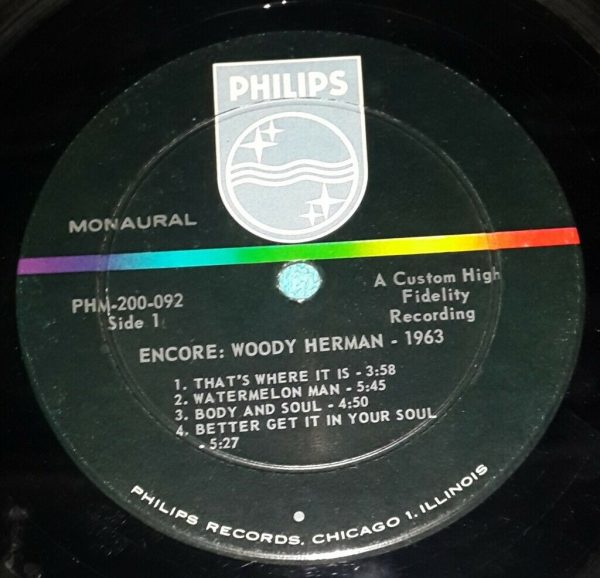 PHILIPS
MONAURAL
PHM-200-092
Side 1
A Custom High
Fidelity
Recording
ENCORE: WOODY HERMAN - 1963
1. THAT'S WHERE IT IS - 3:58
2. WATERMELON MAN - 5:45
3. BODY AND SOUL - 4:50
4. BETTER GET IT IN YOUR SOUL
- 5:27
PHILIPS RECORDS, CHICAGO 1, ILLINOIS